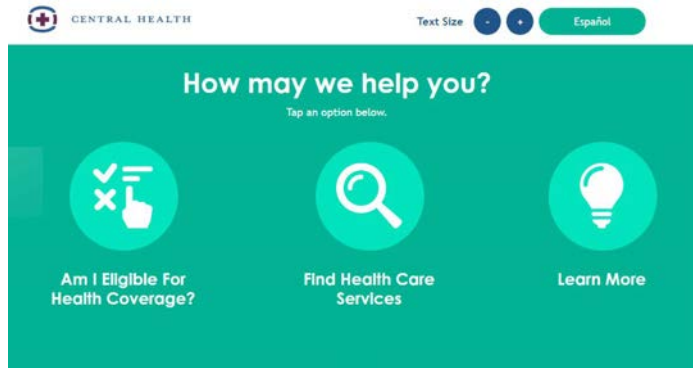 CENTRAL HEALTH
Text Size - + Español
How may we help you?
Tap an option below.
Am I Eligible For
Health Coverage?
Find Health Care
Services
Learn More